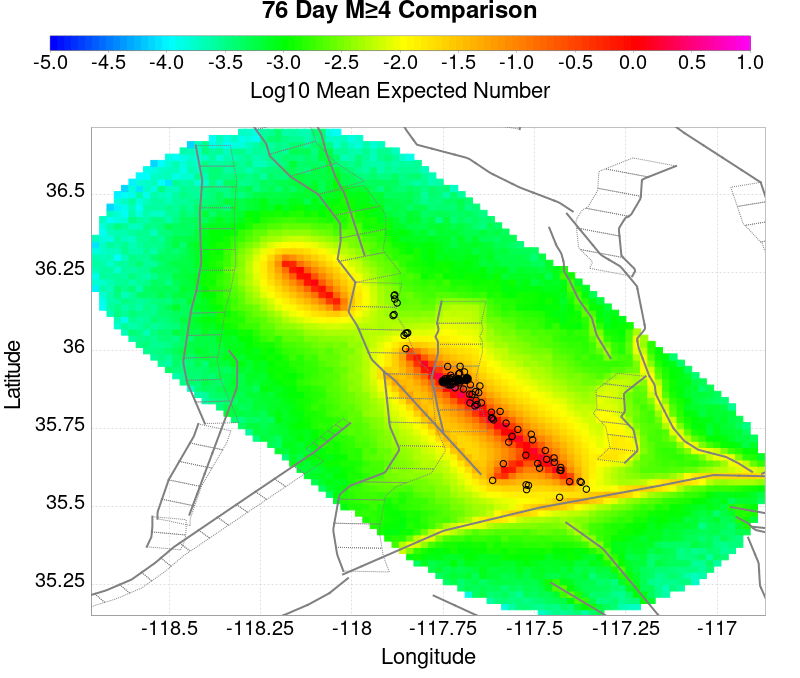 76 Day M≥4 Comparison
-5.0 -4.5 -4.0 -3.5 -3.0 -2.5 -2.0 -1.5 -1.0 -0.5 0.0 0.5 1.0
Log10 Mean Expected Number
36.5
36.25
36
35.75
35.5
35.25
Latitude
-118.5 -118.25 -118 -117.75 -117.5 -117.25 -117
Longitude